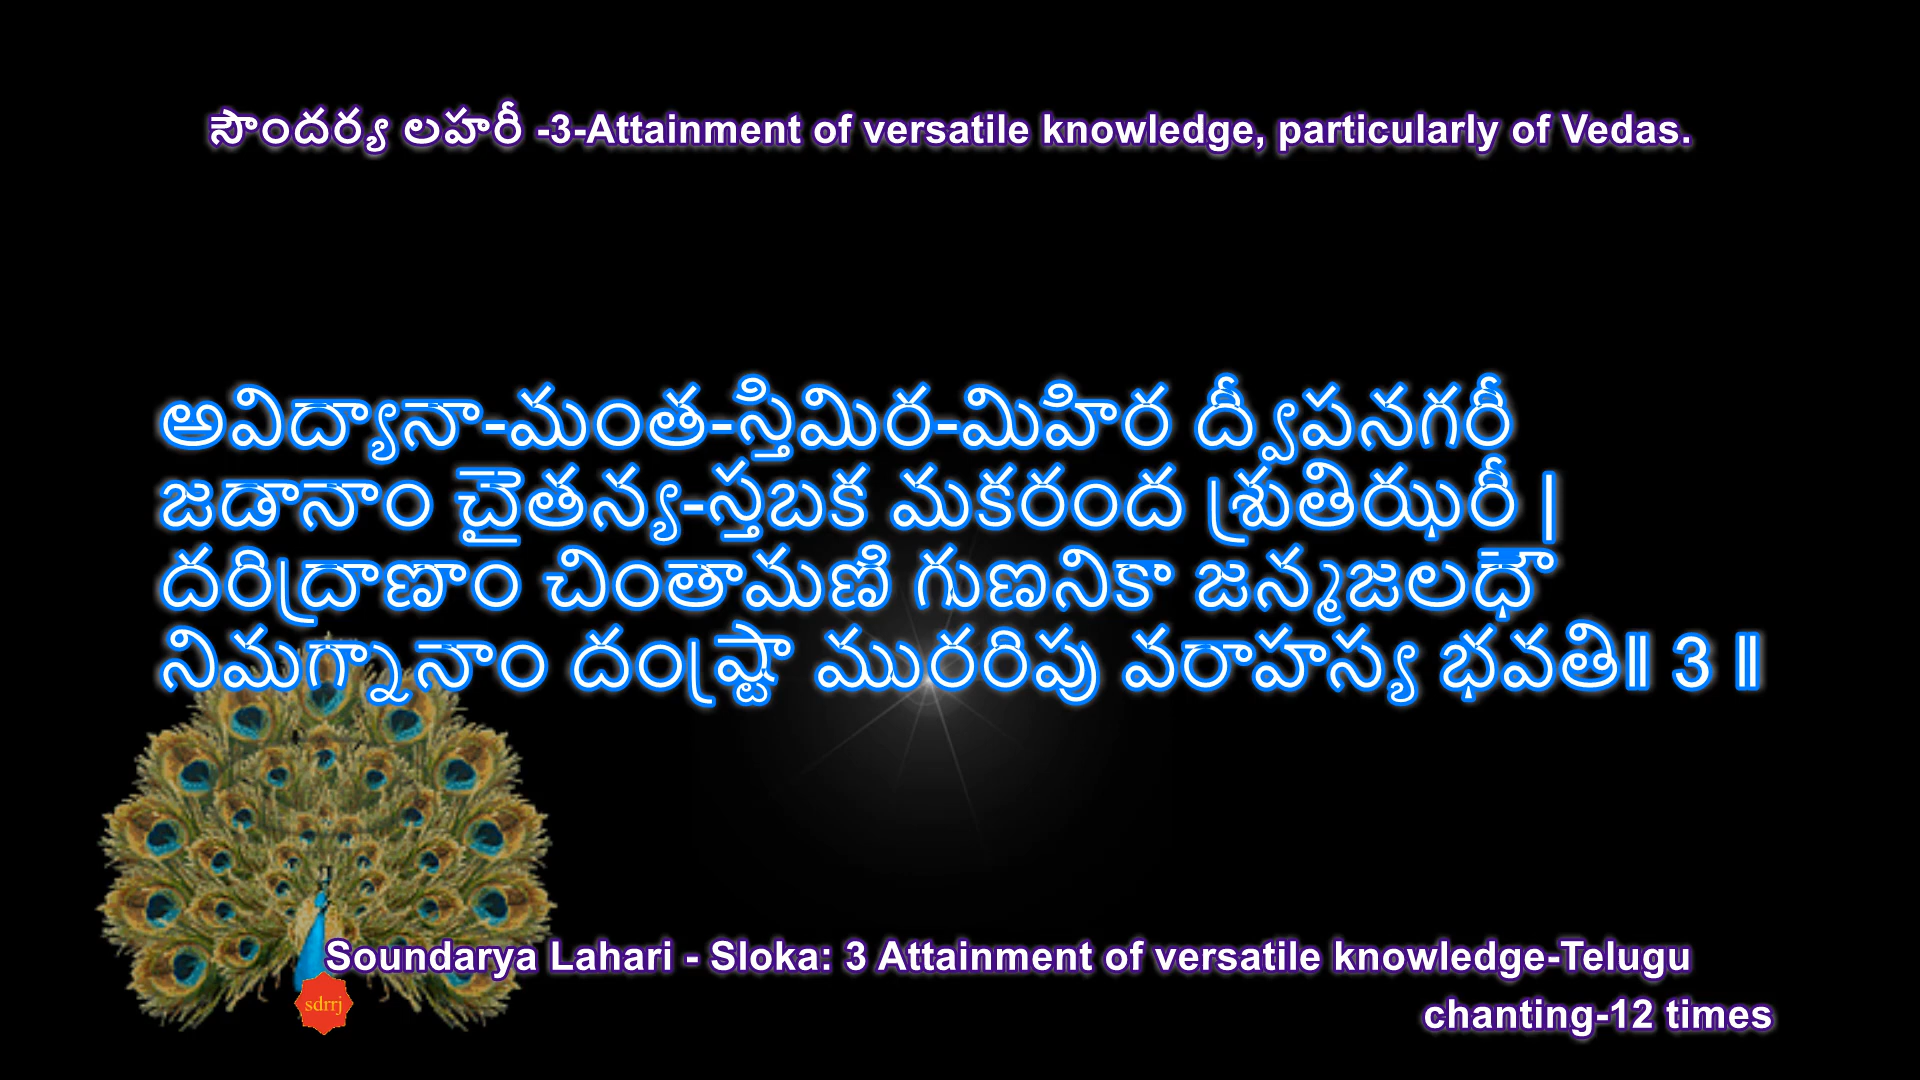 సౌందర్య లహరీ -3-Attainment of versatile knowledge, particularly of Vedas.
అవిద్యానా-మంత-స్తిమిర-మిహిర ద్వీపనగరీ
జడానాం చైతన్య-స్తబక మకరంద శ్రుతిఝరీ |
దరిద్రాణాం చింతామణి గుణనికా జన్మజలధౌ
నిమగ్నానాం దంష్ట్రా మురరిపు వరాహస్య భవతి॥ 3 ॥
Soundarya Lahari - Sloka: 3 Attainment of versatile knowledge-Telugu
chanting-12 times
sdrrj